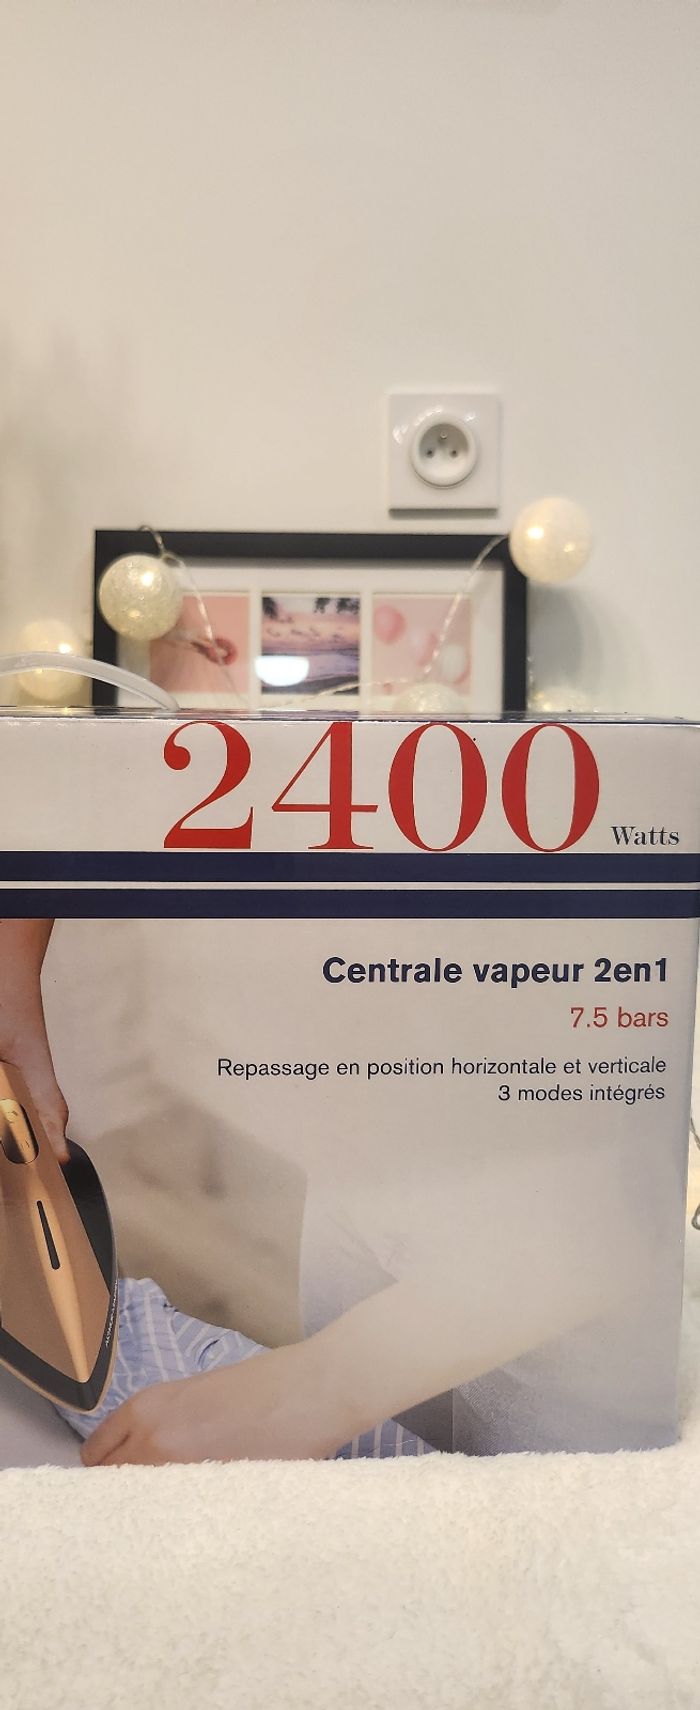 2400 Watts
Centrale vapeur 2en1
7.5 bars
Repassage en position horizontale et verticale
3 modes intégrés